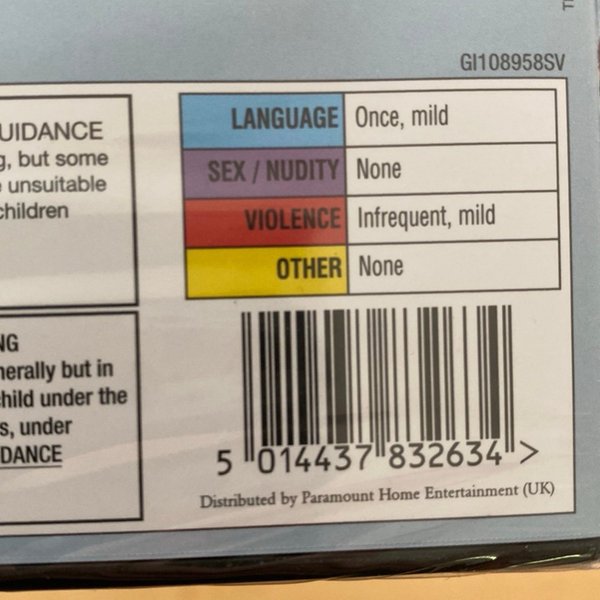 GI108958SV
UIDANCE
g, but some
unsuitable
children
LANGUAGE Once, mild
SEX / NUDITY None
VIOLENCE Infrequent, mild
OTHER None
NG
nerally but in
child under the
s, under
DANCE
5 014437 832634 >
Distributed by Paramount Home Entertainment (UK)